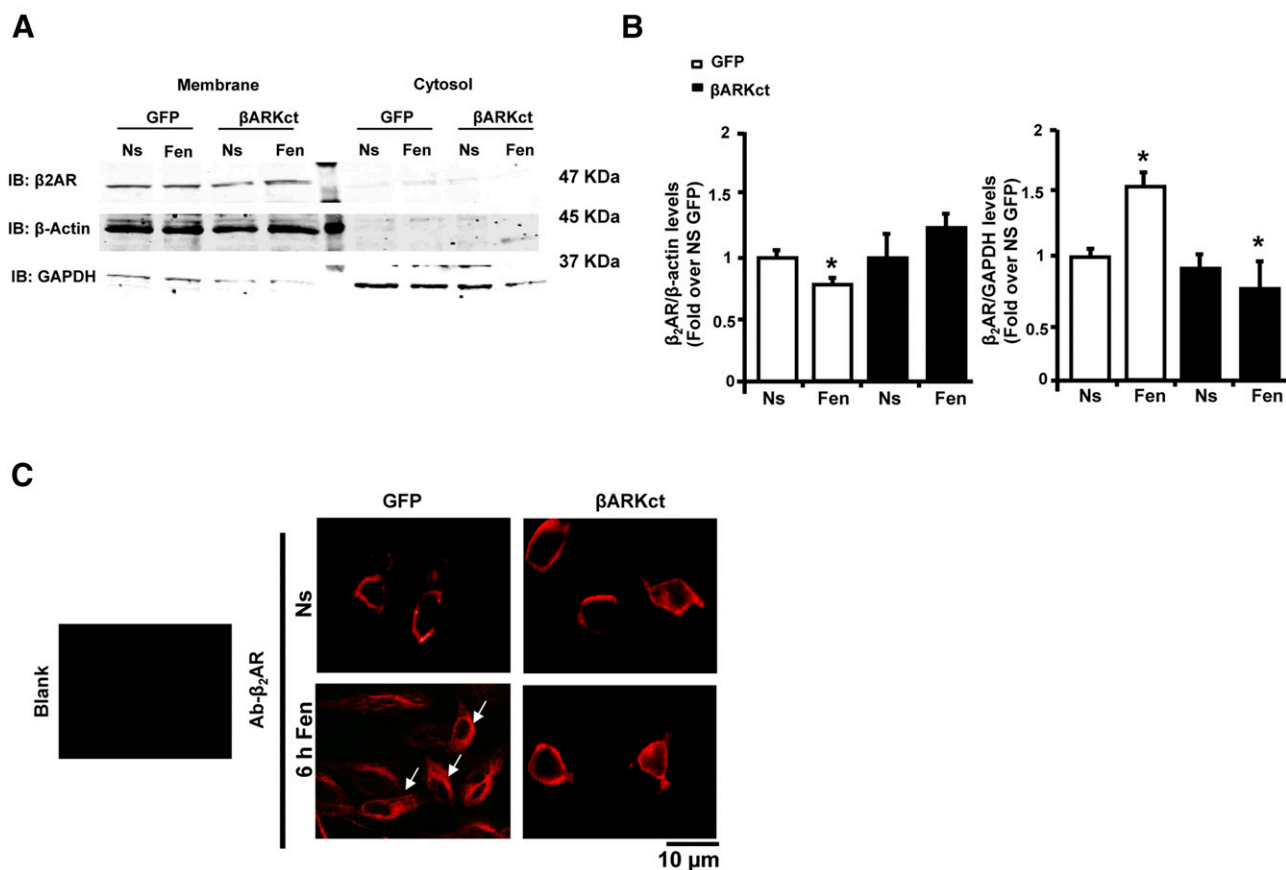 A
Membrane Cytosol
GFP βARKct GFP βARKct
Ns Fen Ns Fen Ns Fen Ns Fen
IB: β2AR 47 KDa
IB: β-Actin 45 KDa
IB: GAPDH 37 KDa
B
GFP
βARKct
β₂AR/β-actin levels
(Fold over NS GFP)
2
1.5
1
0.5
0
*
Ns Fen Ns Fen
β₂AR/GAPDH levels
(Fold over NS GFP)
2
1.5
1
0.5
0
* *
Ns Fen Ns Fen
C
GFP βARKct
Blank
Ab-β₂AR
Ns
6 h Fen
10 μm